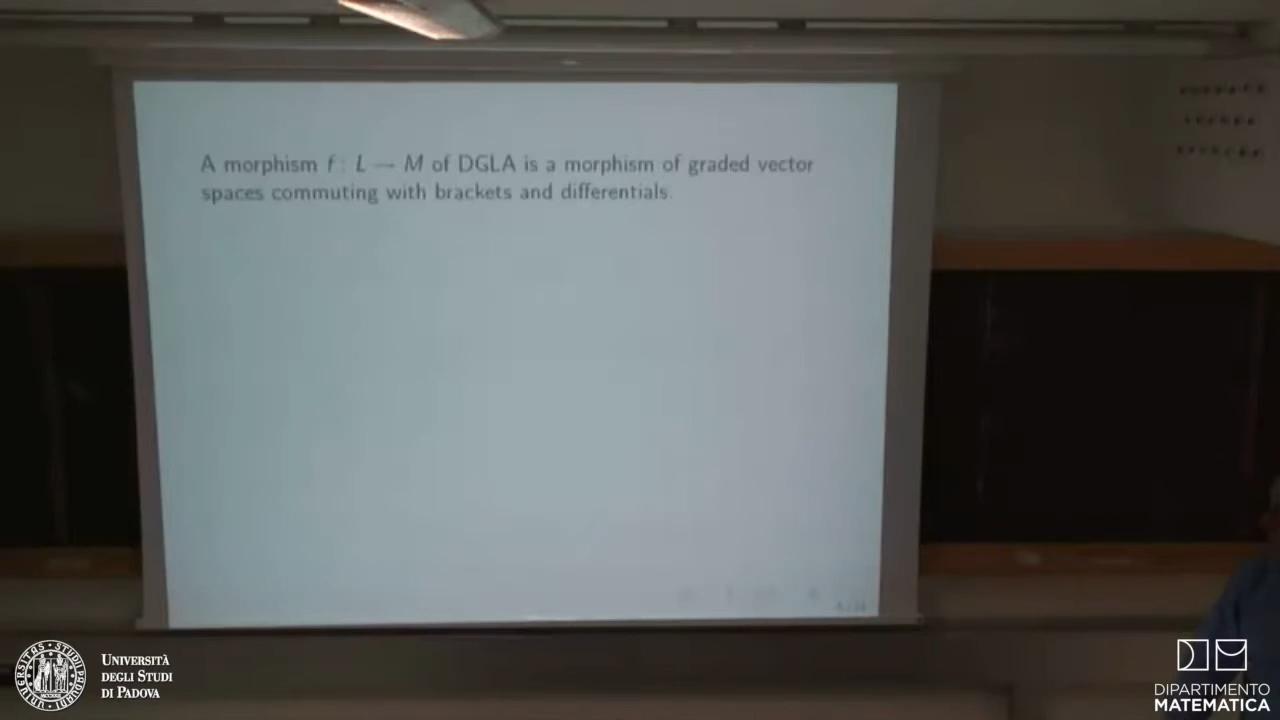 A morphism f : L → M of DGLA is a morphism of graded vector
spaces commuting with brackets and differentials.
UNIVERSITÀ
DEGLI STUDI
DI PADOVA
DIPARTIMENTO
MATEMATICA